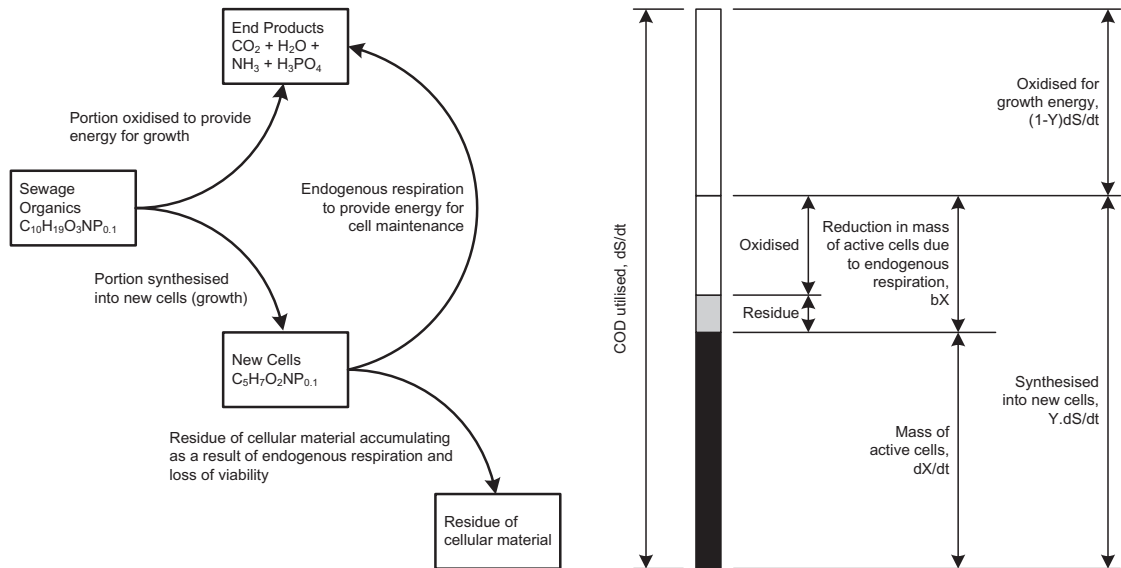 End Products
CO₂ + H₂O +
NH₃ + H₃PO₄
Portion oxidised to provide
energy for growth
Sewage
Organics
C₁₀H₁₉O₃NP₀.₁
Endogenous respiration
to provide energy for
cell maintenance
Portion synthesised
into new cells (growth)
New Cells
C₅H₇O₂NP₀.₁
Residue of cellular material accumulating
as a result of endogenous respiration and
loss of viability
Residue of
cellular material
COD utilised, dS/dt
Oxidised for
growth energy,
(1-Y)dS/dt
Oxidised
Residue
Reduction in mass
of active cells due
to endogenous
respiration,
bX
Mass of
active cells,
dX/dt
Synthesised
into new cells,
Y.dS/dt